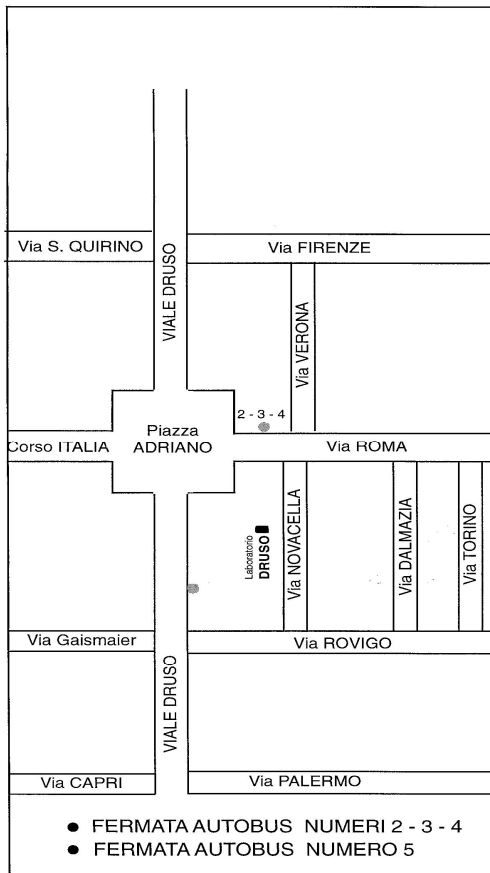 Via S. QUIRINO
Via FIRENZE
VIALE DRUSO
Via VERONA
2 - 3 - 4
Piazza
ADRIANO
Corso ITALIA
Via ROMA
Laboratorio
DRUSO
Via NOVACELLA
Via DALMAZIA
Via TORINO
Via Gaismaier
Via ROVIGO
VIALE DRUSO
Via CAPRI
Via PALERMO
● FERMATA AUTOBUS NUMERI 2 - 3 - 4
● FERMATA AUTOBUS NUMERO 5